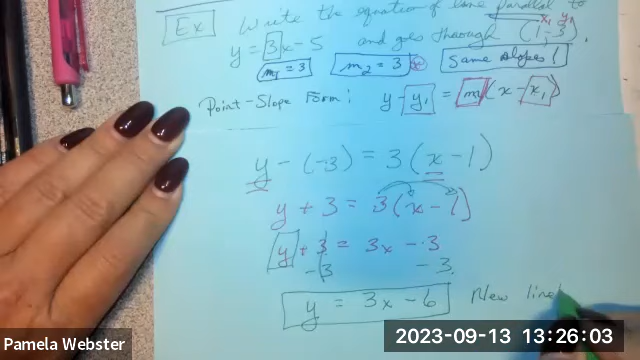 Ex Write the equation of line parallel to
x₁ y₁
y = 3x - 5 and goes through (1, -3).
m₁ = 3 m₂ = 3 Same slopes!
Point-Slope Form: y - y₁ = m(x - x₁)
y - (-3) = 3(x - 1)
y + 3 = 3(x - 1)
y + 3 = 3x - 3
-3 -3
y = 3x - 6 New line
Pamela Webster
2023-09-13 13:26:03